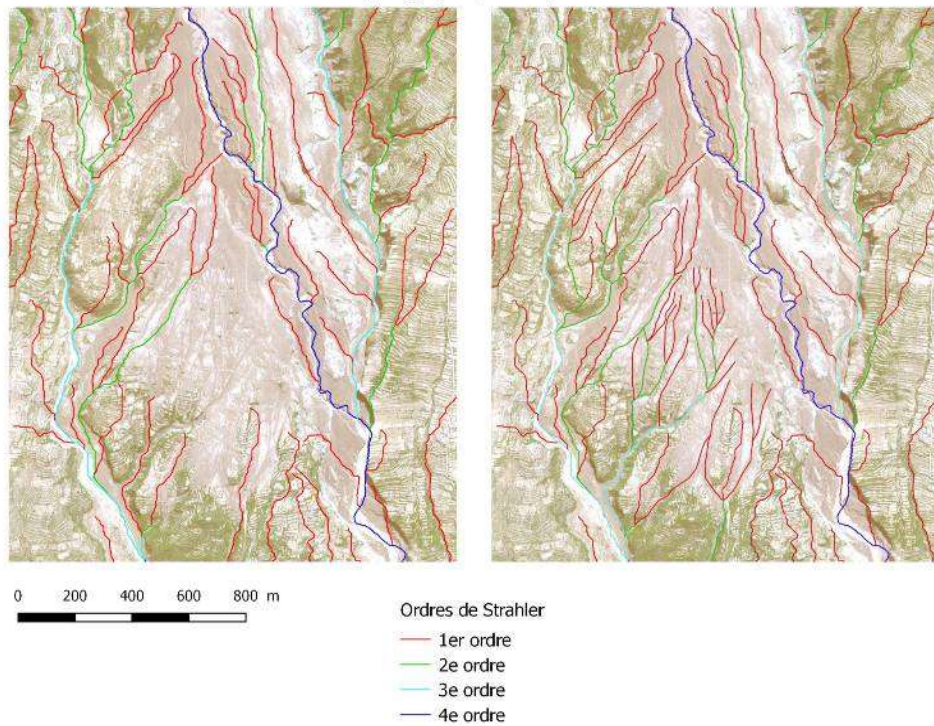 0 200 400 600 800 m
Ordres de Strahler
1er ordre
2e ordre
3e ordre
4e ordre